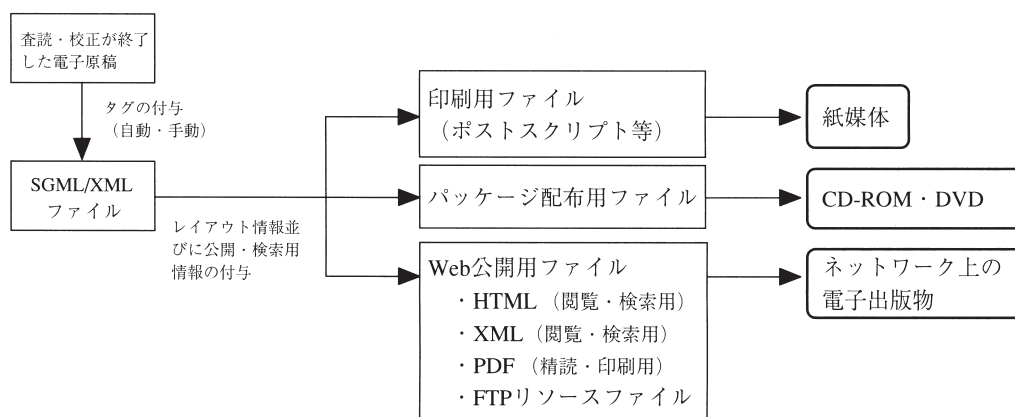 査読・校正が終了
した電子原稿
タグの付与
（自動・手動）
SGML/XML
ファイル
レイアウト情報並
びに公開・検索用
情報の付与
印刷用ファイル
（ポストスクリプト等）
紙媒体
パッケージ配布用ファイル
CD-ROM・DVD
Web公開用ファイル
・HTML（閲覧・検索用）
・XML（閲覧・検索用）
・PDF（精読・印刷用）
・FTPリソースファイル
ネットワーク上の
電子出版物